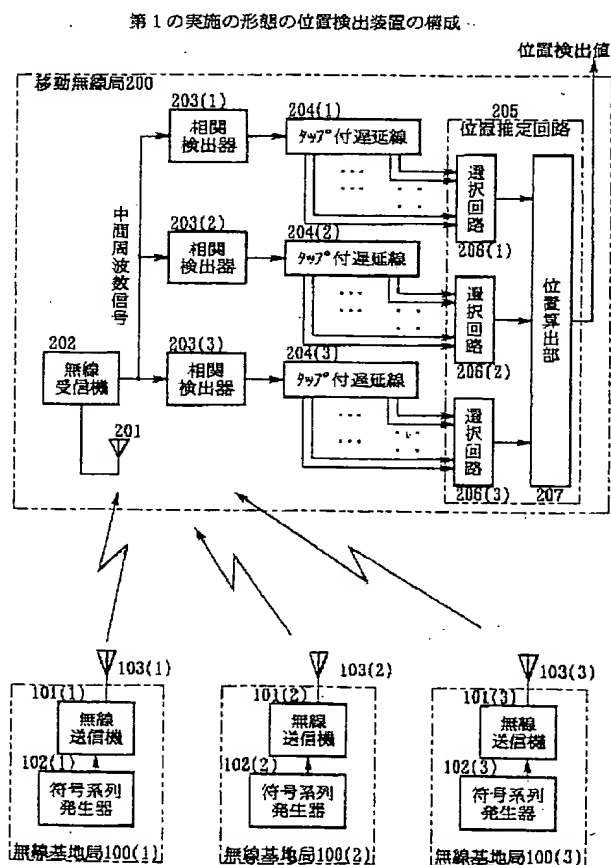 第1の実施の形態の位置検出装置の構成
位置検出値
移動無線局200
203(1)
相関
検出器
204(1)
タップ付遅延線
205
位置推定回路
選択回路
206(1)
中間周波数信号
203(2)
相関
検出器
204(2)
タップ付遅延線
選択回路
206(2)
位置算出部
202
無線
受信機
203(3)
相関
検出器
204(3)
タップ付遅延線
201
選択回路
206(3)
207
103(1)
103(2)
103(3)
101(1)
無線
送信機
102(1)
符号系列
発生器
無線基地局100(1)
101(2)
無線
送信機
102(2)
符号系列
発生器
無線基地局100(2)
101(3)
無線
送信機
102(3)
符号系列
発生器
無線基地局100(3)